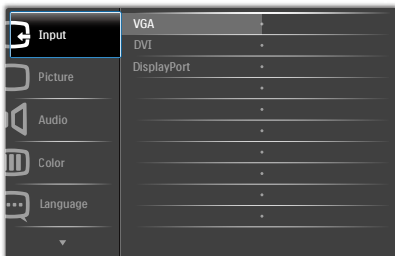 Input
Picture
Audio
Color
Language
VGA
DVI
DisplayPort